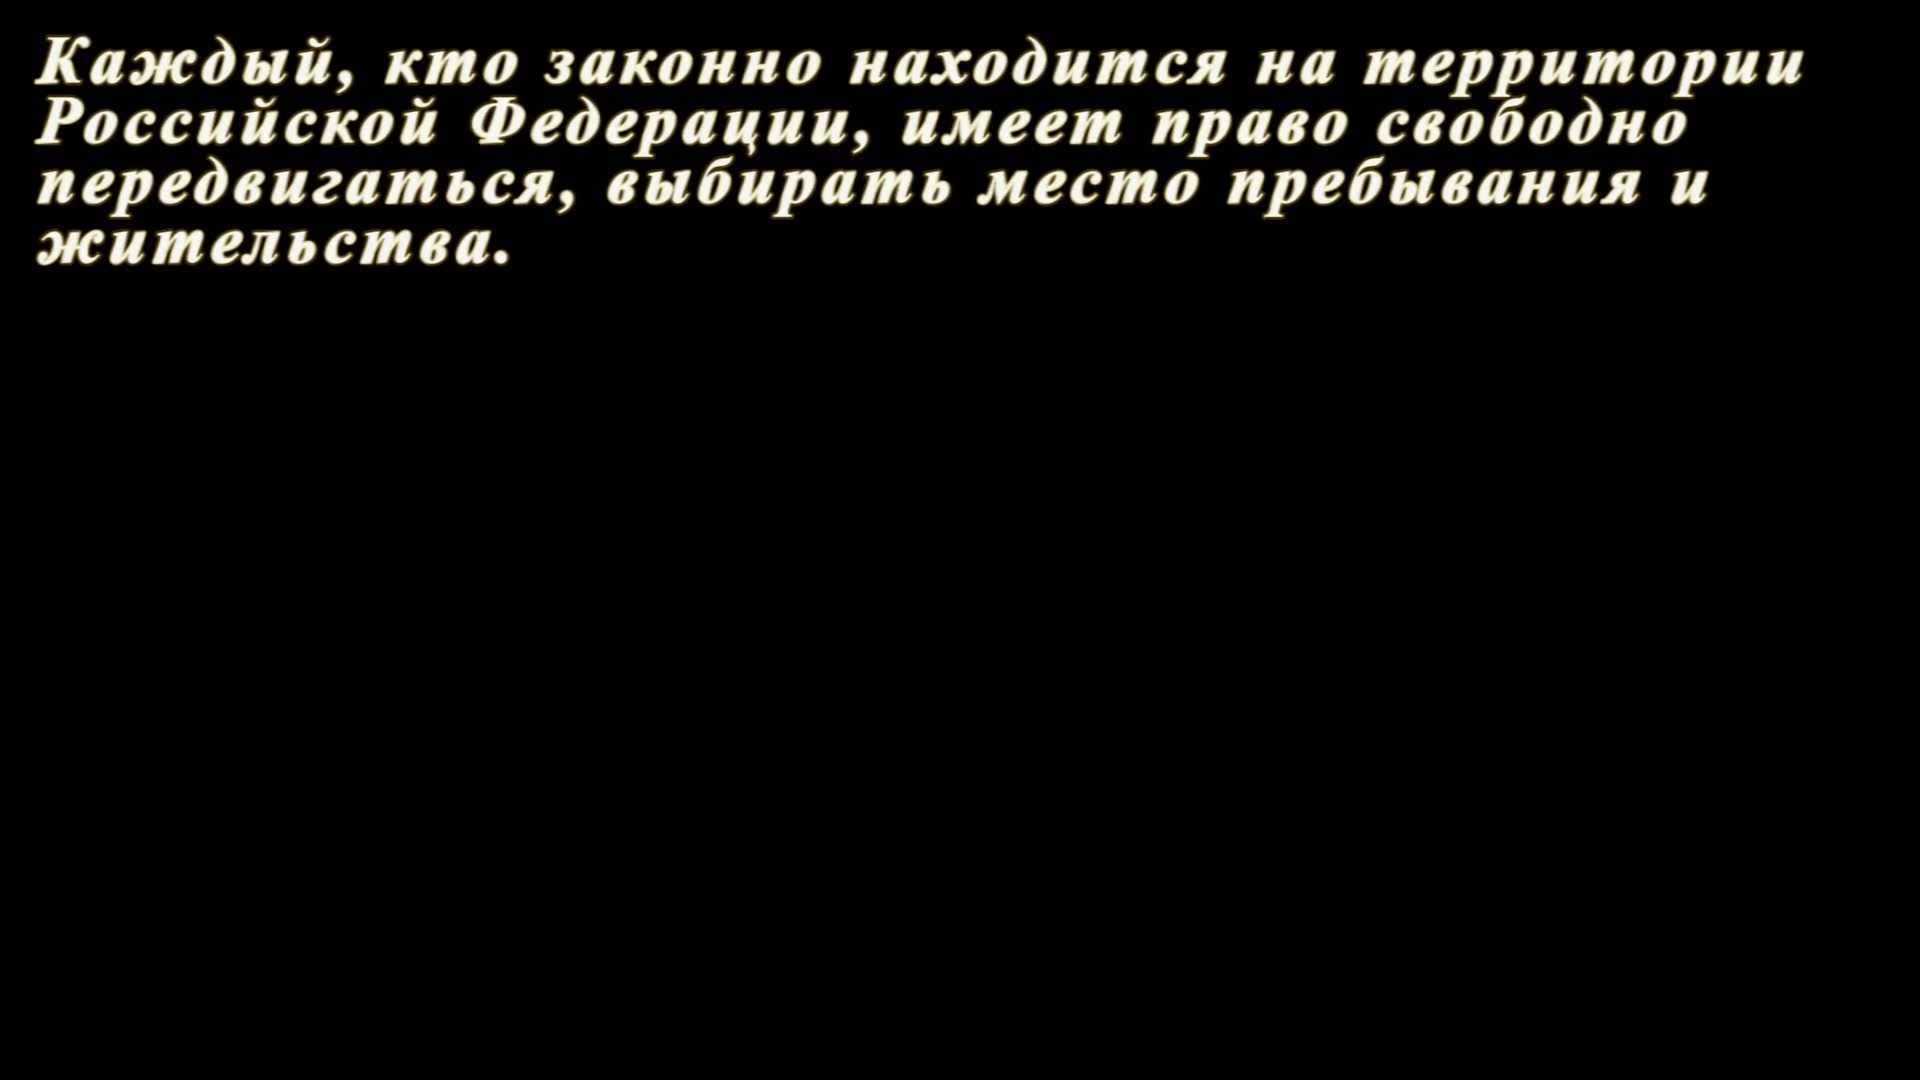 Каждый, кто законно находится на территории
Российской Федерации, имеет право свободно
передвигаться, выбирать место пребывания и
жительства.